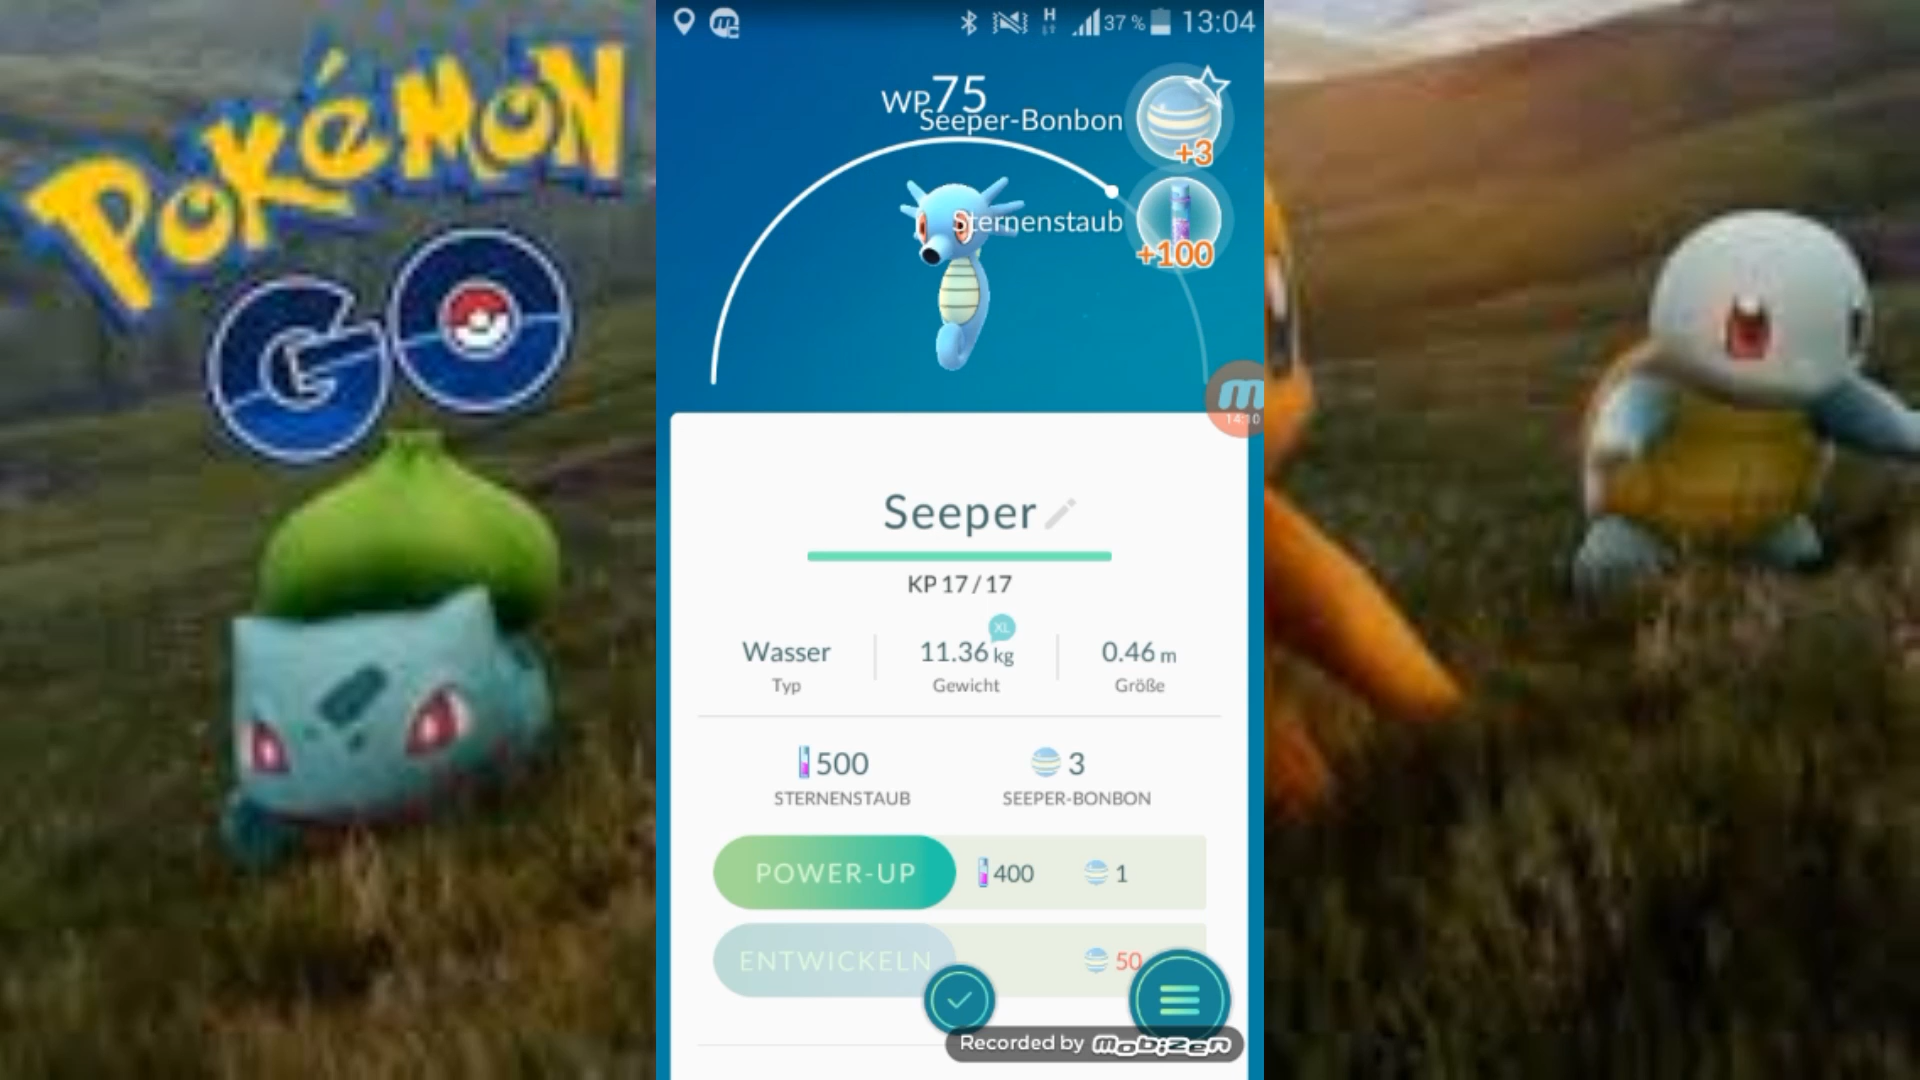 POKéMON
GO
H
37 %
13:04
WP75
Seeper-Bonbon
+3
Sternenstaub
+100
14:10
Seeper
KP 17 / 17
XL
Wasser
11.36 kg
0.46 m
Typ
Gewicht
Größe
500
3
STERNENSTAUB
SEEPER-BONBON
POWER-UP
400
1
ENTWICKELN
50
Recorded by mobizen